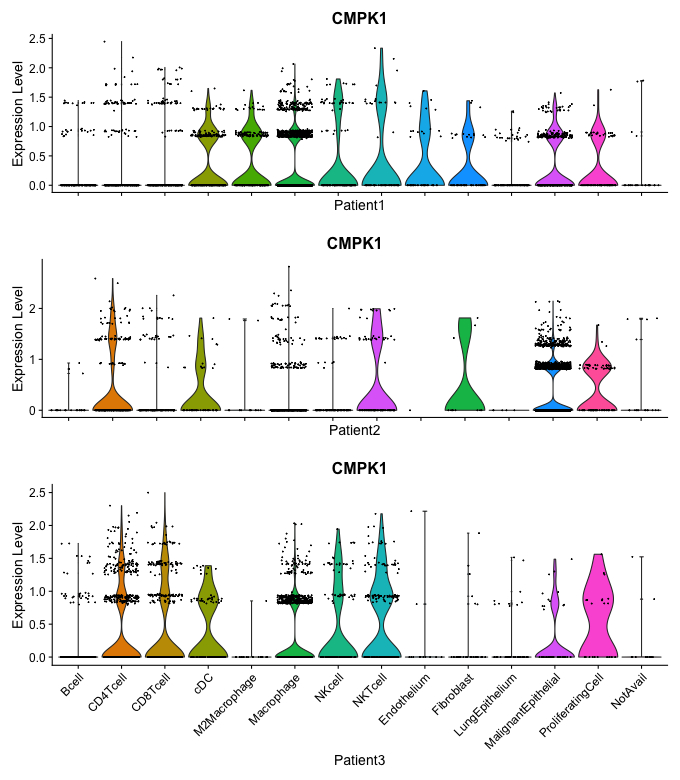 CMPK1
Expression Level
2.5
2.0
1.5
1.0
0.5
0.0
Patient1
CMPK1
Expression Level
2
1
0
Patient2
CMPK1
Expression Level
2.5
2.0
1.5
1.0
0.5
0.0
Bcell
CD4Tcell
CD8Tcell
cDC
M2Macrophage
Macrophage
NKcell
NKTcell
Endothelium
Fibroblast
LungEpithelium
MalignantEpithelial
ProliferatingCell
NotAvail
Patient3